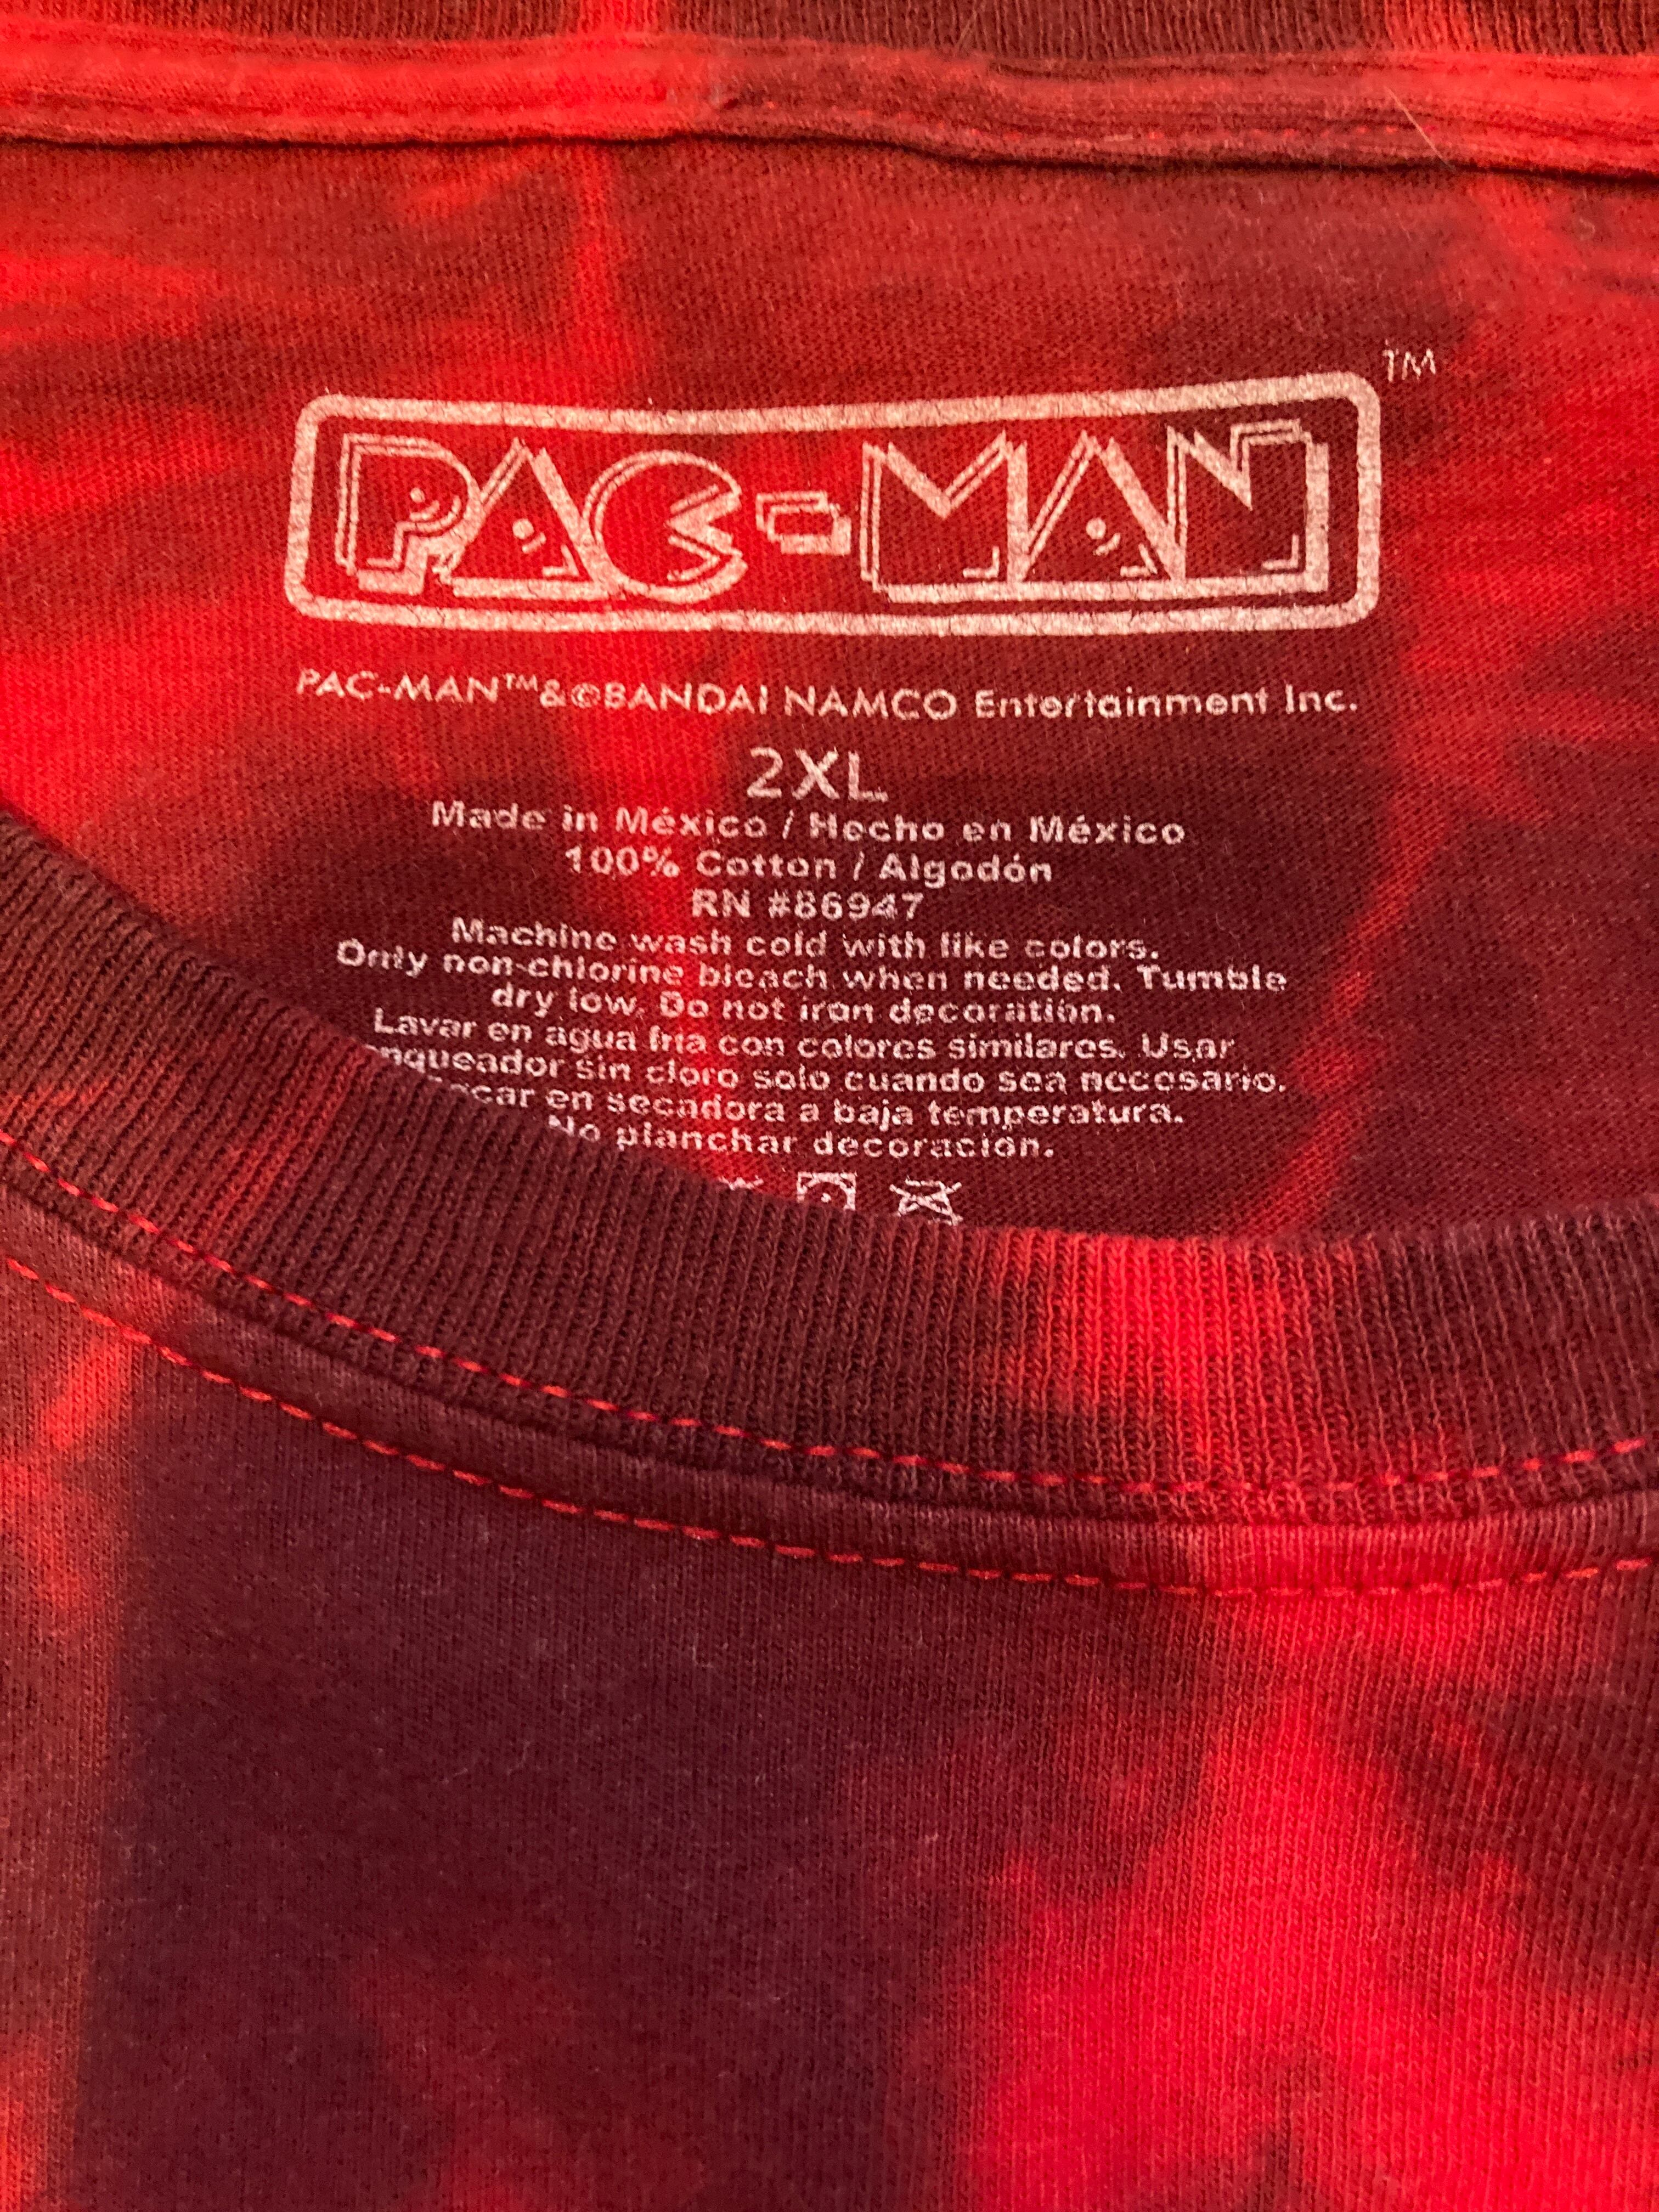 PAC-MAN™
PAC-MAN™&©BANDAI NAMCO Entertainment Inc.
2XL
Made in México / Hecho en México
100% Cotton / Algodón
RN #86947
Machine wash cold with like colors.
Only non-chlorine bleach when needed. Tumble
dry low. Do not iron decoration.
Lavar en agua fria con colores similares. Usar
sin cloro solo cuando sea necesario.
en secadora a baja temperatura.
No planchar decoración.